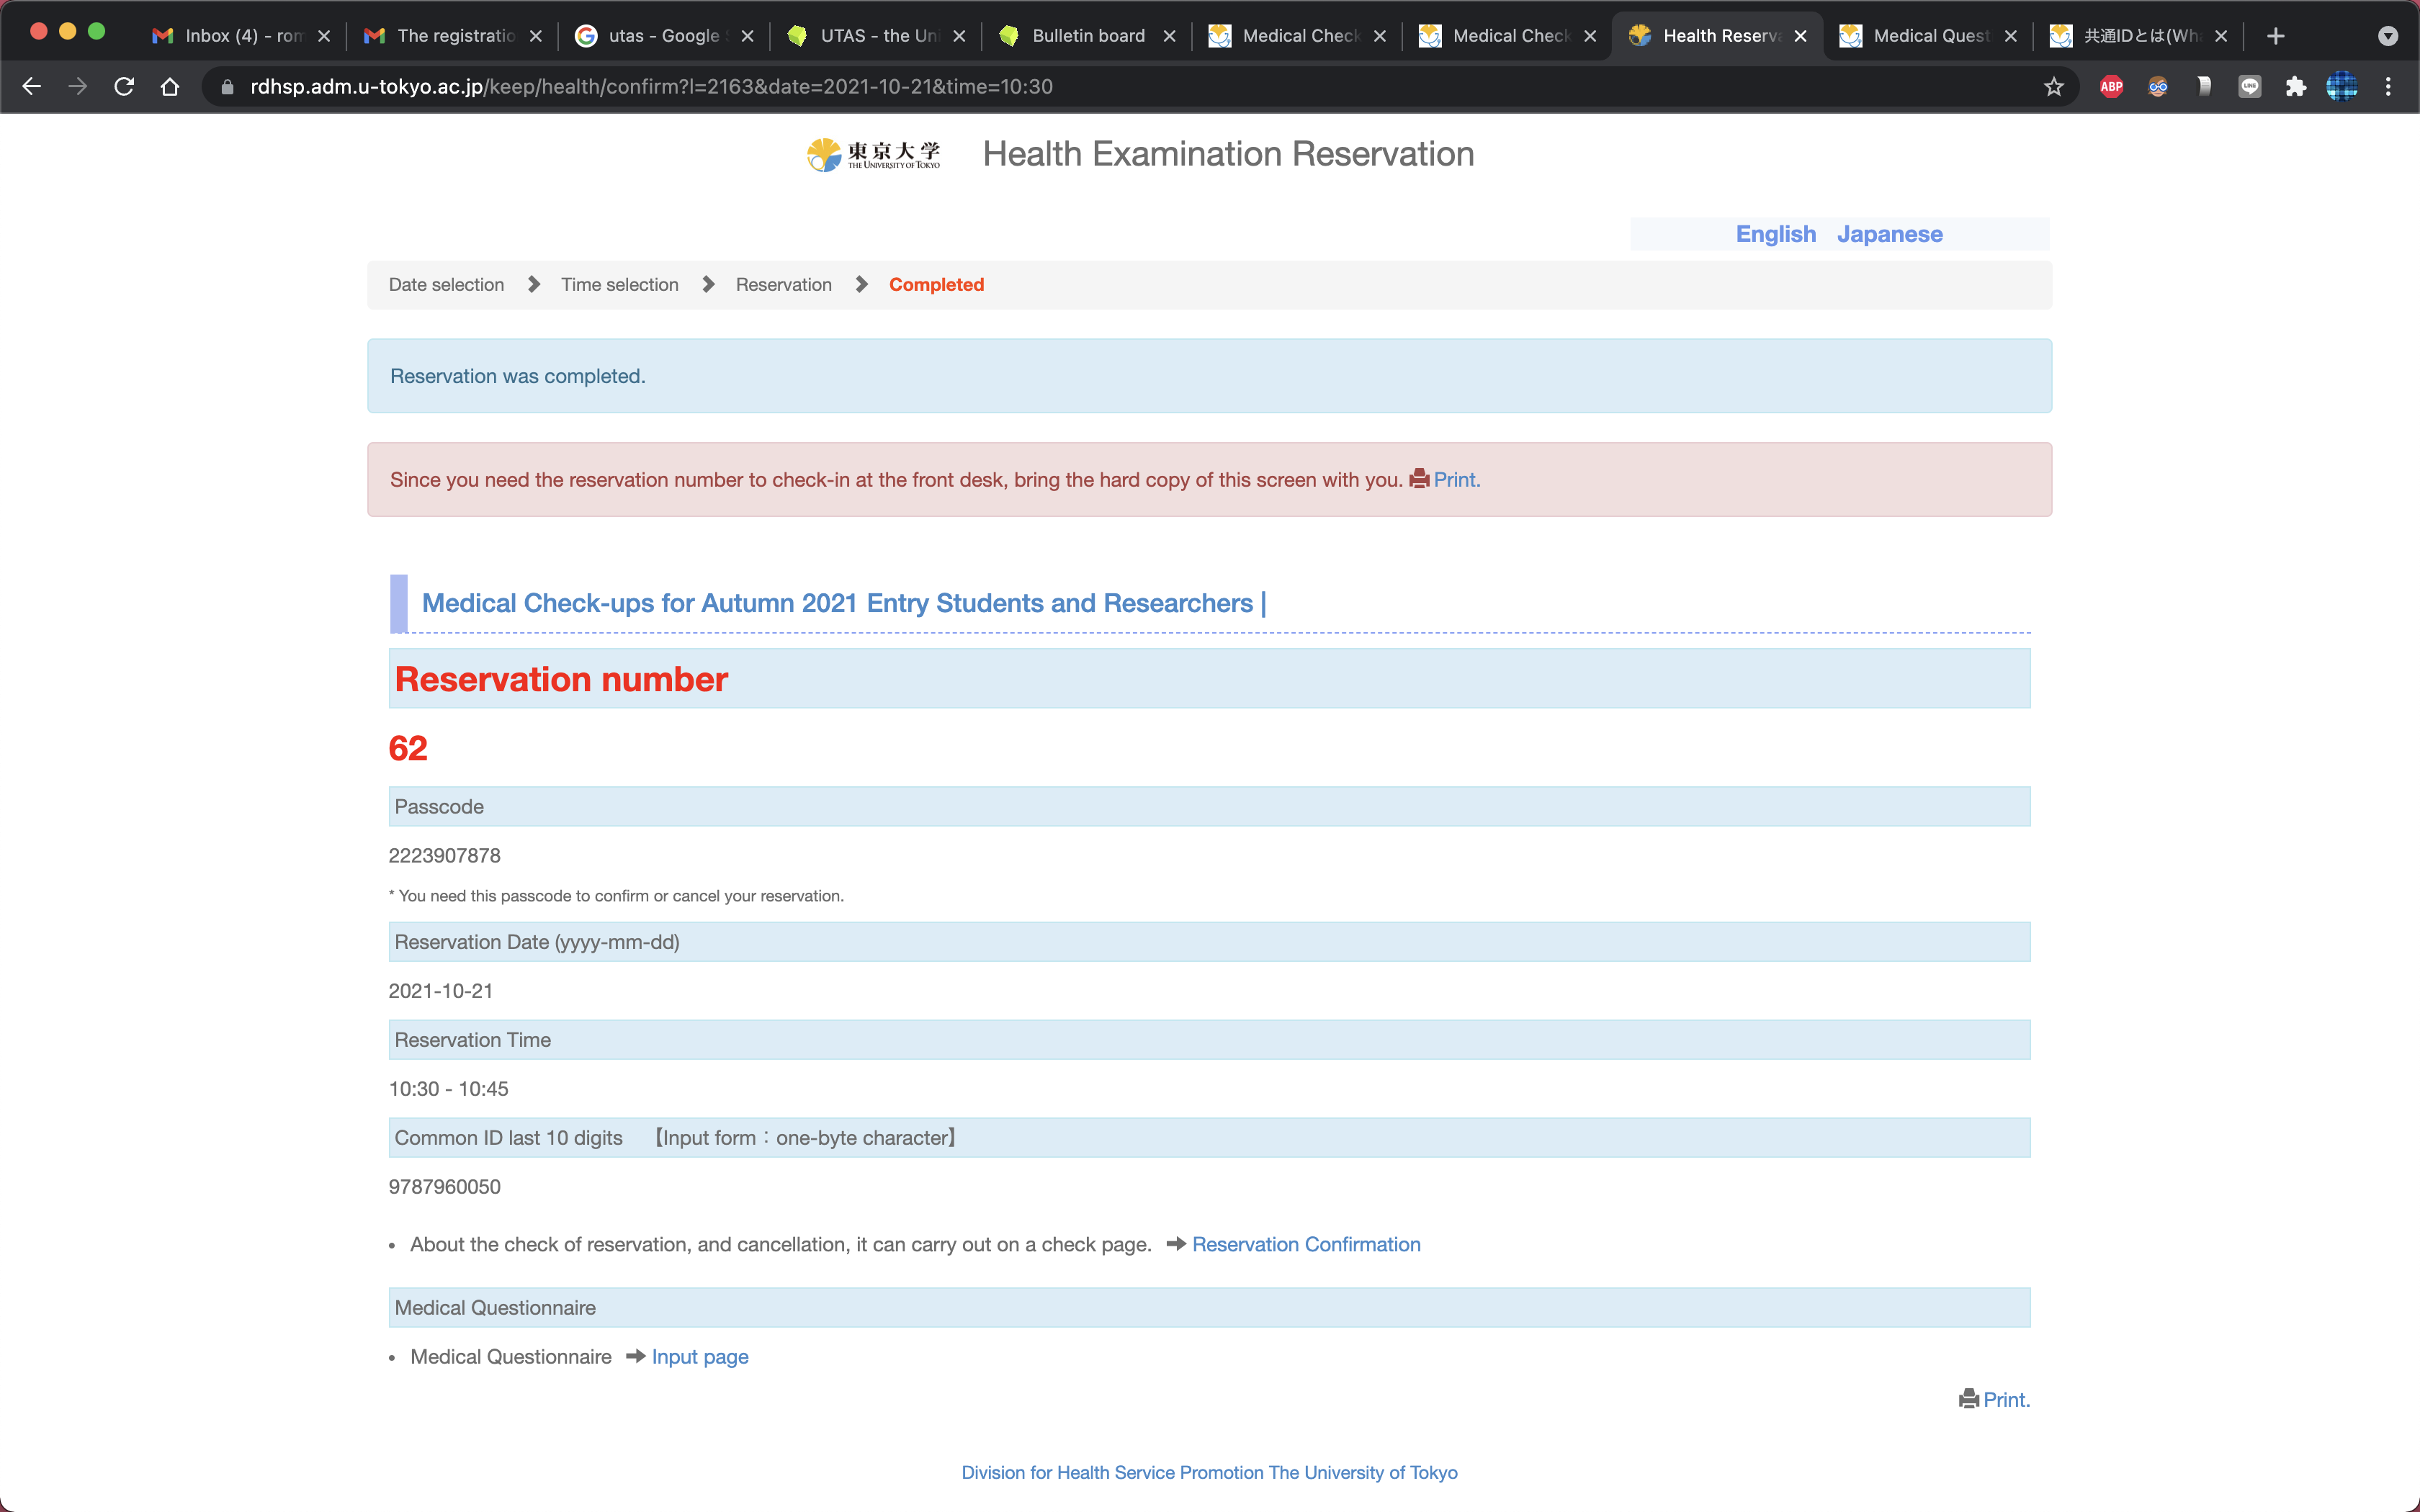 Inbox (4) - rom
The registratio
utas - Google
UTAS - the Uni
Bulletin board
Medical Check
Medical Check
Health Reserva
Medical Quest
共通IDとは(Wha
rdhsp.adm.u-tokyo.ac.jp/keep/health/confirm?l=2163&date=2021-10-21&time=10:30
ABP
LINE
東京大学
THE UNIVERSITY OF TOKYO
Health Examination Reservation
English Japanese
Date selection Time selection Reservation Completed
Reservation was completed.
Since you need the reservation number to check-in at the front desk, bring the hard copy of this screen with you. Print.
Medical Check-ups for Autumn 2021 Entry Students and Researchers |
Reservation number
62
Passcode
2223907878
* You need this passcode to confirm or cancel your reservation.
Reservation Date (yyyy-mm-dd)
2021-10-21
Reservation Time
10:30 - 10:45
Common ID last 10 digits 【Input form：one-byte character】
9787960050
• About the check of reservation, and cancellation, it can carry out on a check page. Reservation Confirmation
Medical Questionnaire
• Medical Questionnaire Input page
Print.
Division for Health Service Promotion The University of Tokyo